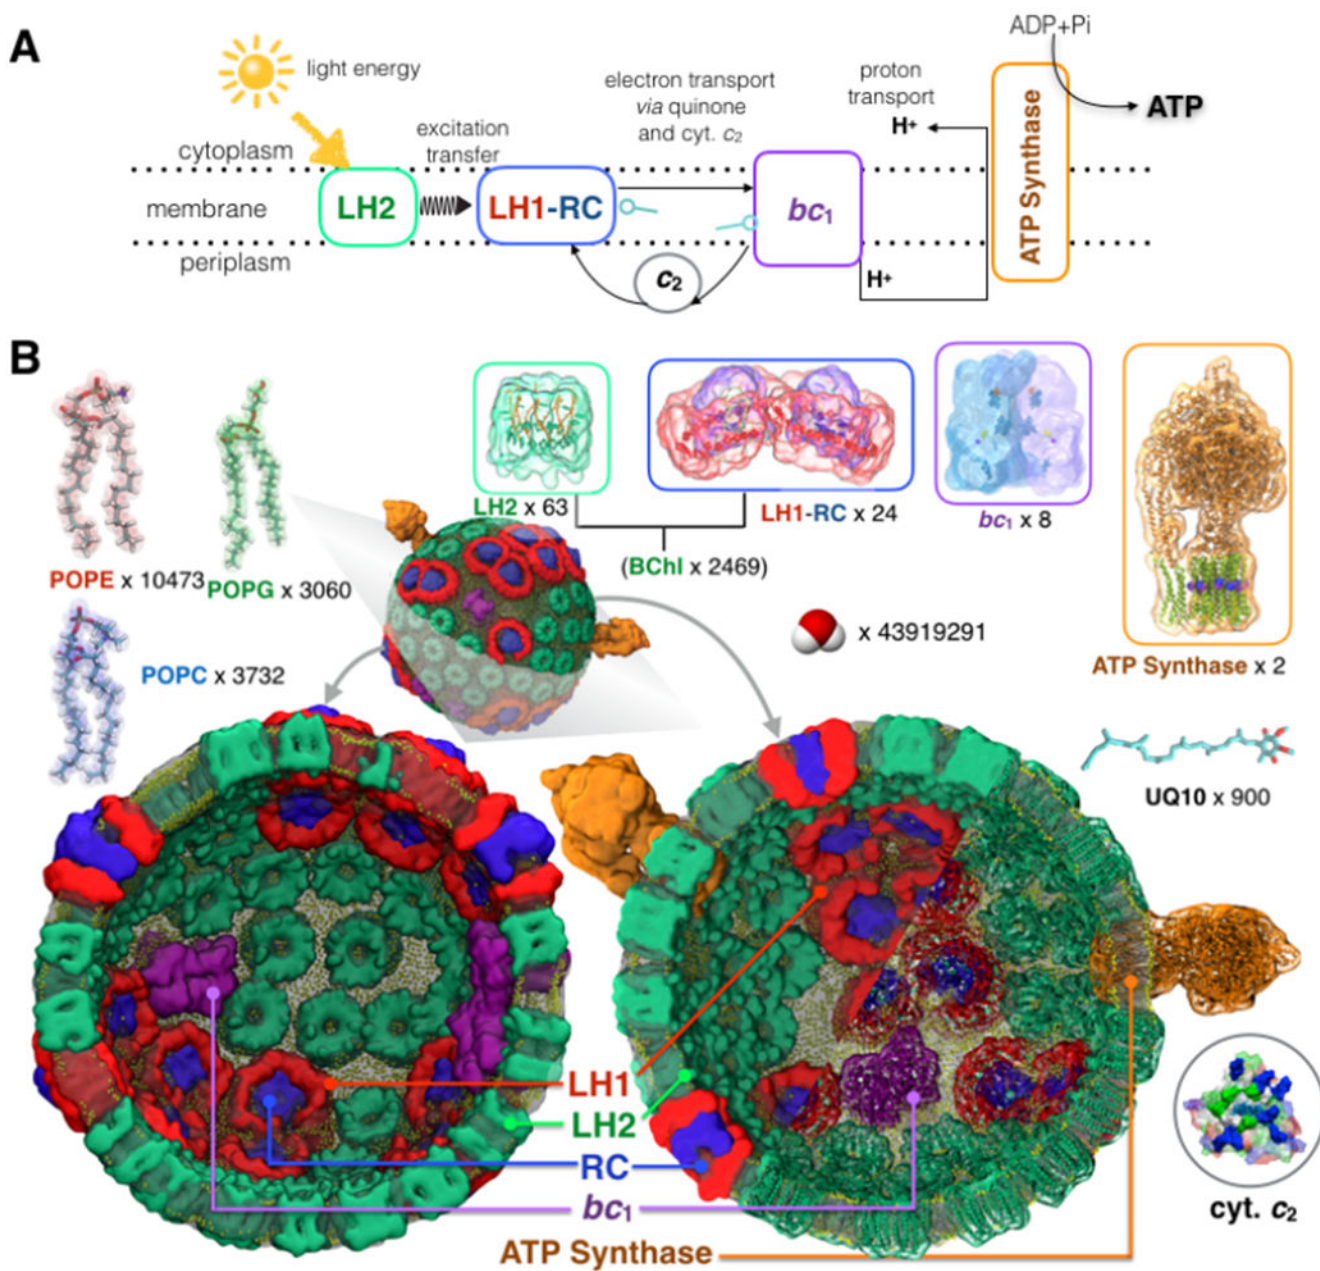 A
light energy
ADP+Pi
ATP
electron transport
via quinone
and cyt. c2
proton
transport
H+
excitation
transfer
cytoplasm
membrane
periplasm
LH2
LH1-RC
bc1
ATP Synthase
c2
H+
B
LH2 x 63
LH1-RC x 24
bc1 x 8
(BChl x 2469)
POPE x 10473
POPG x 3060
POPC x 3732
x 43919291
ATP Synthase x 2
UQ10 x 900
LH1
LH2
RC
bc1
ATP Synthase
cyt. c2